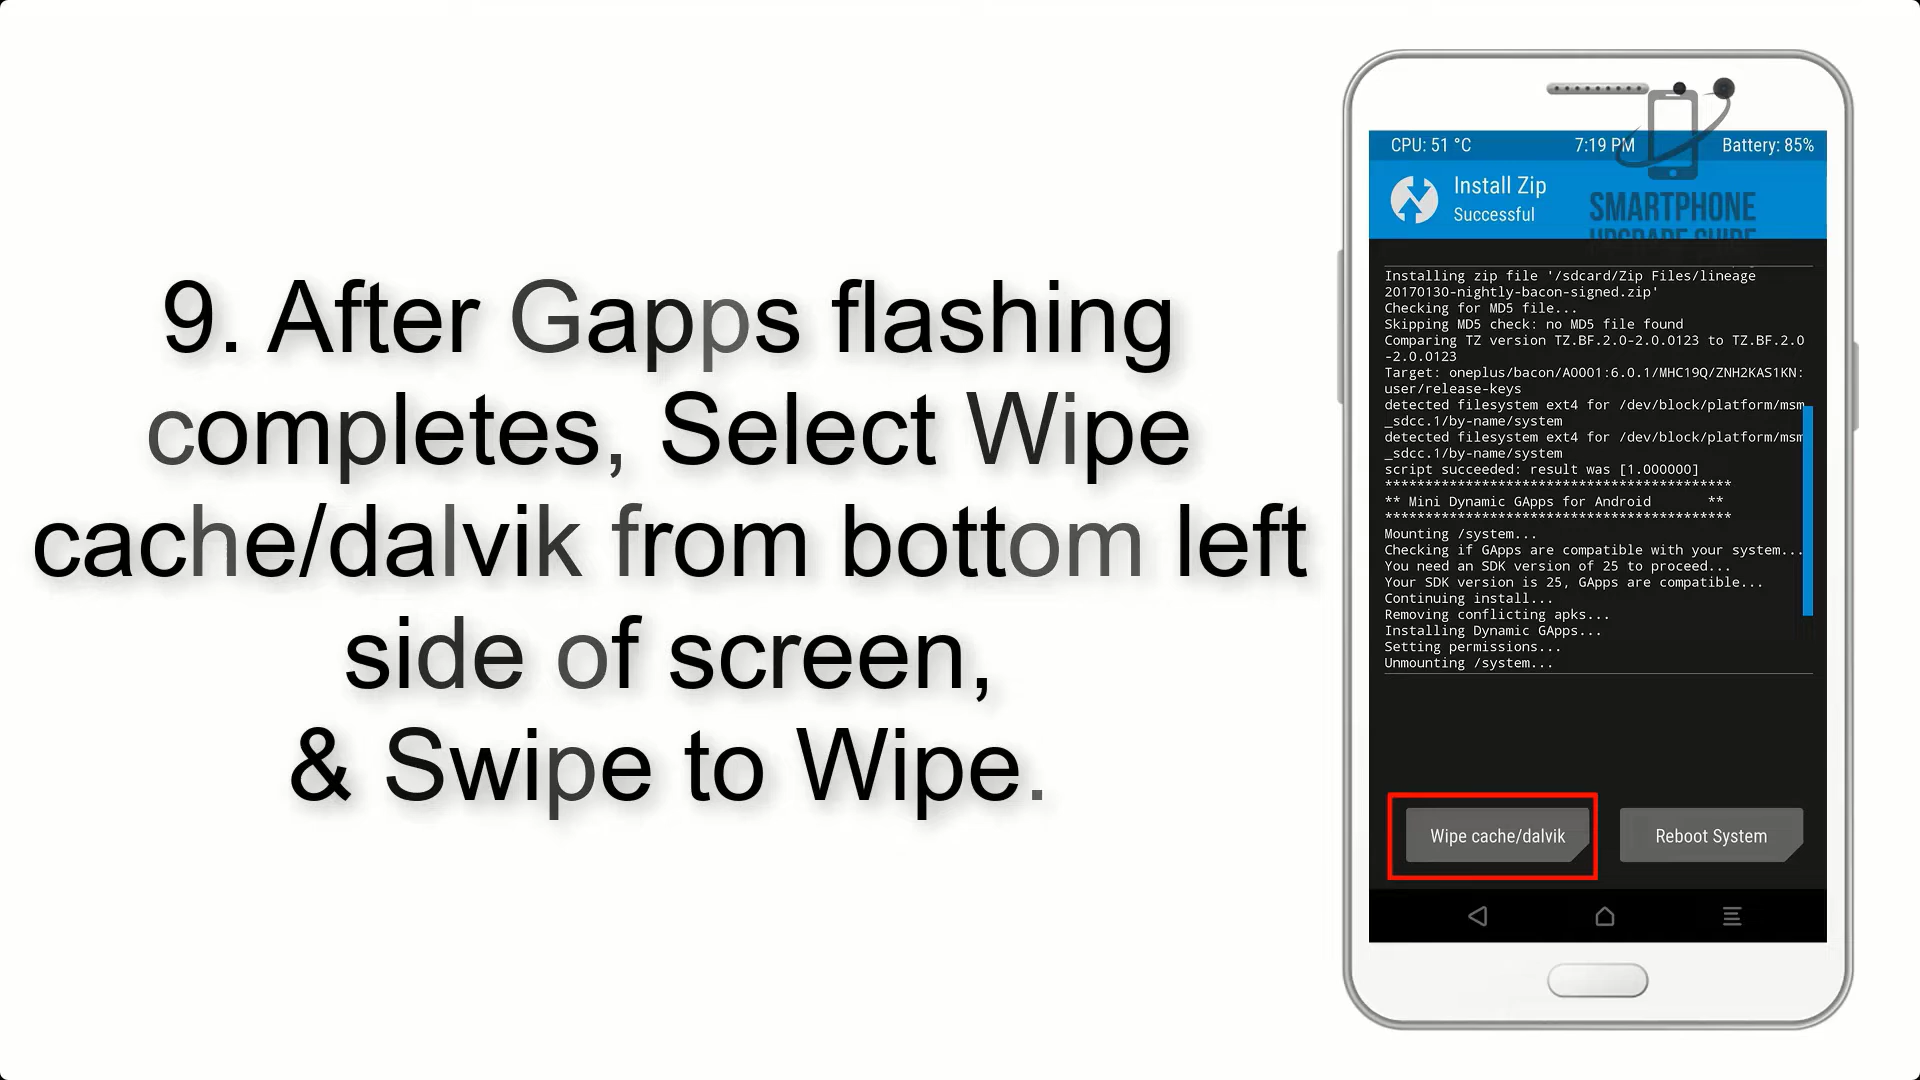 9. After Gapps flashing
completes, Select Wipe
cache/dalvik from bottom left
side of screen,
& Swipe to Wipe.
CPU: 51 °C 7:19 PM Battery: 85%
Install Zip
Successful
SMARTPHONE
UPGRADE GUIDE
Installing zip file '/sdcard/Zip Files/lineage
20170130-nightly-bacon-signed.zip'
Checking for MD5 file...
Skipping MD5 check: no MD5 file found
Comparing TZ version TZ.BF.2.0-2.0.0123 to TZ.BF.2.0
-2.0.0123
Target: oneplus/bacon/A0001:6.0.1/MHC19Q/ZNH2KAS1KN:
user/release-keys
detected filesystem ext4 for /dev/block/platform/msm
_sdcc.1/by-name/system
detected filesystem ext4 for /dev/block/platform/msm
_sdcc.1/by-name/system
script succeeded: result was [1.000000]
*******************************************
** Mini Dynamic GApps for Android **
*******************************************
Mounting /system...
Checking if GApps are compatible with your system...
You need an SDK version of 25 to proceed...
Your SDK version is 25, GApps are compatible...
Continuing install...
Removing conflicting apks...
Installing Dynamic GApps...
Setting permissions...
Unmounting /system...
Wipe cache/dalvik
Reboot System